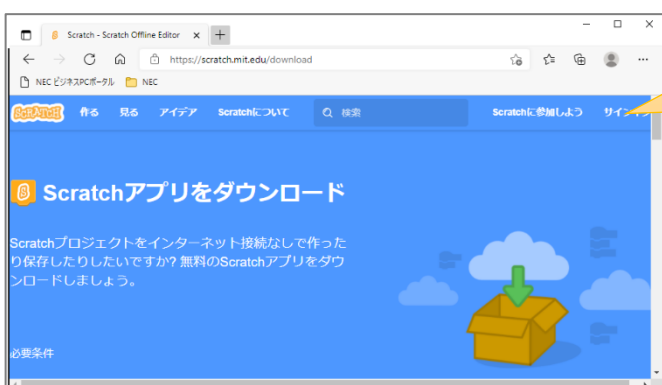 Scratch - Scratch Offline Editor
https://scratch.mit.edu/download
NEC ビジネスPCポータル NEC
SCRATCH 作る 見る アイデア Scratchについて 検索 Scratchに参加しよう サインイン
Scratchアプリをダウンロード
Scratchプロジェクトをインターネット接続なしで作った
り保存したりしたいですか? 無料のScratchアプリをダウ
ンロードしましょう。
必要条件